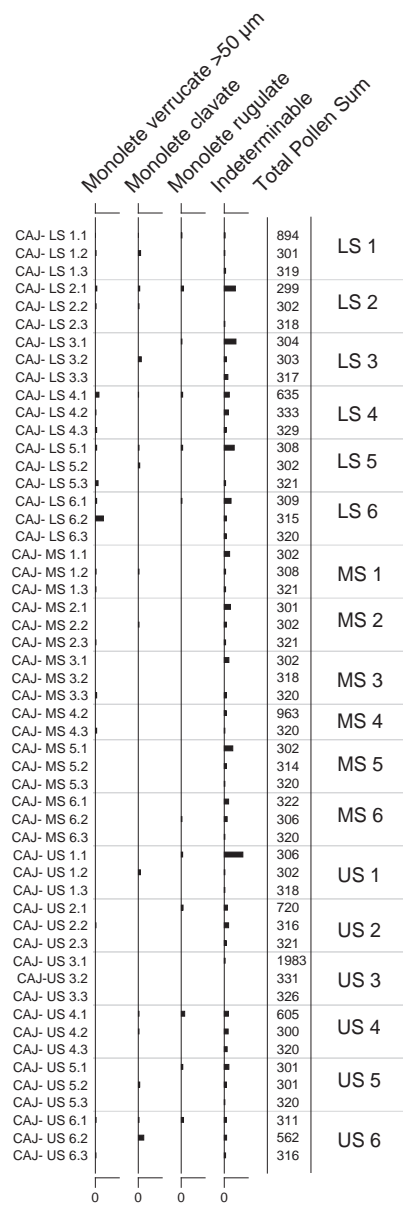 Monolete verrucate >50 µm
Monolete clavate
Monolete rugulate
Indeterminable
Total Pollen Sum
CAJ- LS 1.1 894
CAJ- LS 1.2 301 LS 1
CAJ- LS 1.3 319
CAJ- LS 2.1 299
CAJ- LS 2.2 302 LS 2
CAJ- LS 2.3 318
CAJ- LS 3.1 304
CAJ- LS 3.2 303 LS 3
CAJ- LS 3.3 317
CAJ- LS 4.1 635
CAJ- LS 4.2 333 LS 4
CAJ- LS 4.3 329
CAJ- LS 5.1 308
CAJ- LS 5.2 302 LS 5
CAJ- LS 5.3 321
CAJ- LS 6.1 309
CAJ- LS 6.2 315 LS 6
CAJ- LS 6.3 320
CAJ- MS 1.1 302
CAJ- MS 1.2 308 MS 1
CAJ- MS 1.3 321
CAJ- MS 2.1 301
CAJ- MS 2.2 302 MS 2
CAJ- MS 2.3 321
CAJ- MS 3.1 302
CAJ- MS 3.2 318 MS 3
CAJ- MS 3.3 320
CAJ- MS 4.2 963 MS 4
CAJ- MS 4.3 320
CAJ- MS 5.1 302
CAJ- MS 5.2 314 MS 5
CAJ- MS 5.3 320
CAJ- MS 6.1 322
CAJ- MS 6.2 306 MS 6
CAJ- MS 6.3 320
CAJ- US 1.1 306
CAJ- US 1.2 302 US 1
CAJ- US 1.3 318
CAJ- US 2.1 720
CAJ- US 2.2 316 US 2
CAJ- US 2.3 321
CAJ- US 3.1 1983
CAJ-US 3.2 331 US 3
CAJ- US 3.3 326
CAJ- US 4.1 605
CAJ- US 4.2 300 US 4
CAJ- US 4.3 320
CAJ- US 5.1 301
CAJ- US 5.2 301 US 5
CAJ- US 5.3 320
CAJ- US 6.1 311
CAJ- US 6.2 562 US 6
CAJ- US 6.3 316
0 0 0 0